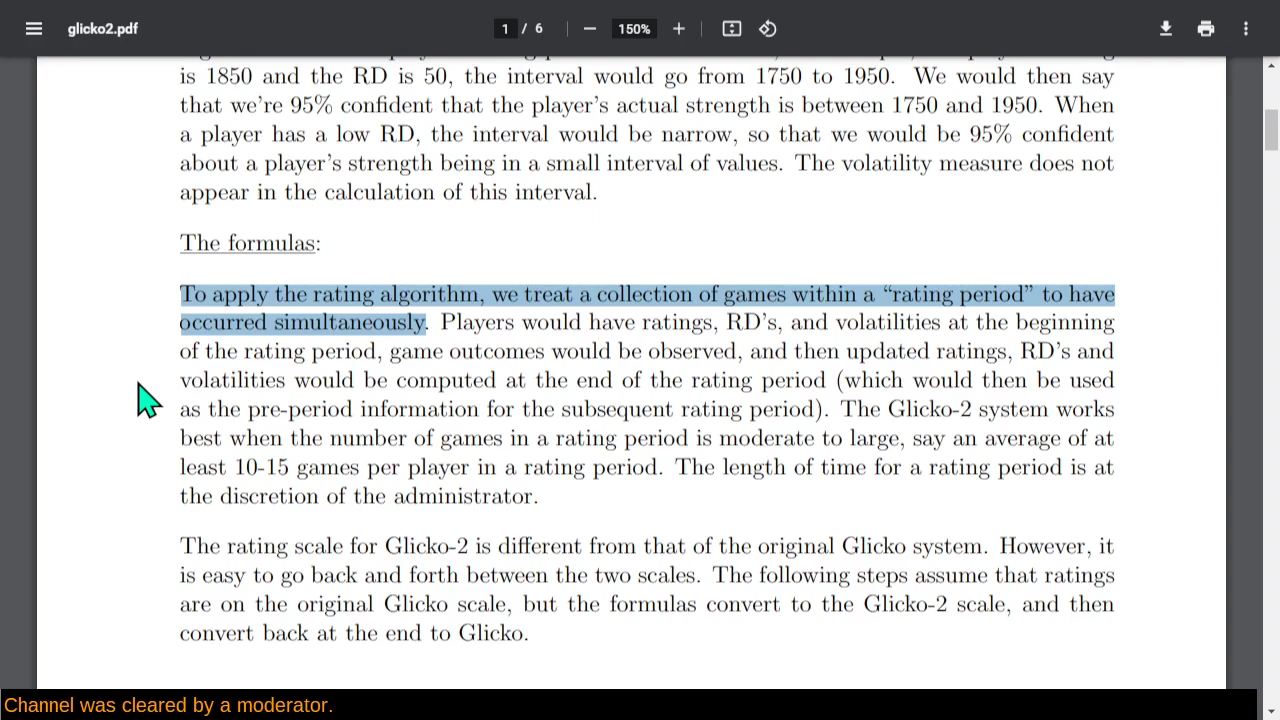 glicko2.pdf
1 / 6
150%
is 1850 and the RD is 50, the interval would go from 1750 to 1950. We would then say
that we're 95% confident that the player's actual strength is between 1750 and 1950. When
a player has a low RD, the interval would be narrow, so that we would be 95% confident
about a player's strength being in a small interval of values. The volatility measure does not
appear in the calculation of this interval.
The formulas:
To apply the rating algorithm, we treat a collection of games within a “rating period” to have
occurred simultaneously. Players would have ratings, RD's, and volatilities at the beginning
of the rating period, game outcomes would be observed, and then updated ratings, RD's and
volatilities would be computed at the end of the rating period (which would then be used
as the pre-period information for the subsequent rating period). The Glicko-2 system works
best when the number of games in a rating period is moderate to large, say an average of at
least 10-15 games per player in a rating period. The length of time for a rating period is at
the discretion of the administrator.
The rating scale for Glicko-2 is different from that of the original Glicko system. However, it
is easy to go back and forth between the two scales. The following steps assume that ratings
are on the original Glicko scale, but the formulas convert to the Glicko-2 scale, and then
convert back at the end to Glicko.
Channel was cleared by a moderator.